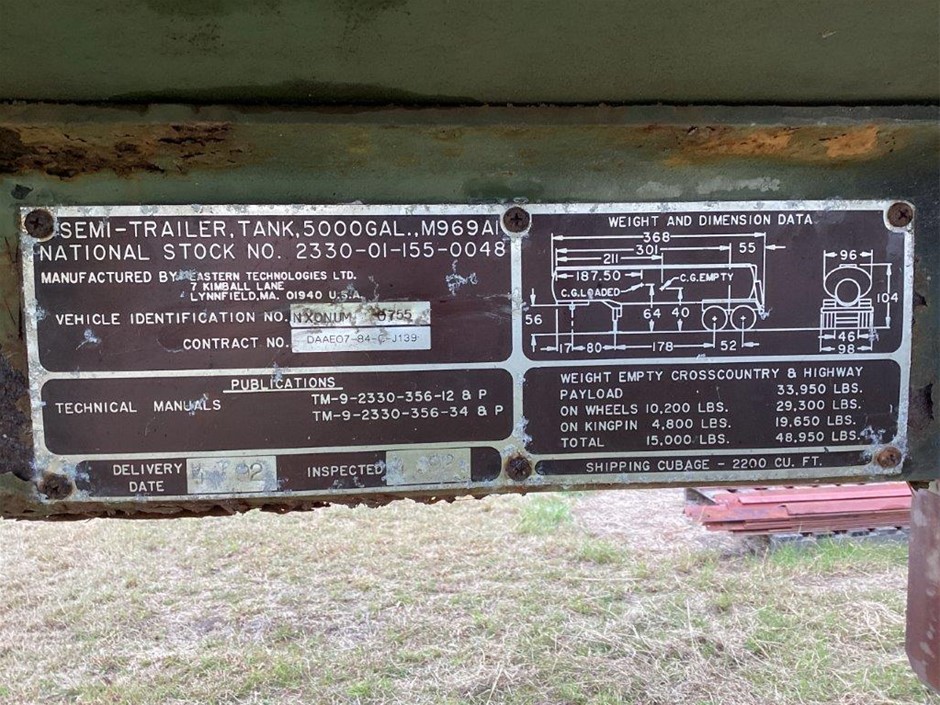 SEMI-TRAILER, TANK, 5000GAL., M969A1
NATIONAL STOCK NO. 2330-01-155-0048
MANUFACTURED BY EASTERN TECHNOLOGIES LTD.
7 KIMBALL LANE
LYNNFIELD, MA. 01940 U.S.A.
VEHICLE IDENTIFICATION NO. NX0NUM 0755
CONTRACT NO. DAAE07-84-C-J139
PUBLICATIONS
TECHNICAL MANUALS TM-9-2330-356-12 & P
TM-9-2330-356-34 & P
DELIVERY DATE
INSPECTED
WEIGHT AND DIMENSION DATA
368
301 55
211
187.50 C.G. EMPTY
C.G. LOADED
56 64 40
17 80 178 52
96
104
46
98
WEIGHT EMPTY CROSSCOUNTRY & HIGHWAY
PAYLOAD 33,950 LBS.
ON WHEELS 10,200 LBS. 29,300 LBS.
ON KINGPIN 4,800 LBS. 19,650 LBS.
TOTAL 15,000 LBS. 48,950 LBS.
SHIPPING CUBAGE - 2200 CU. FT.